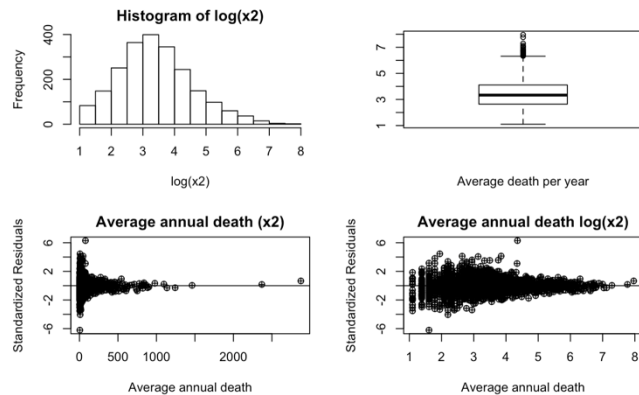 Histogram of log(x2)
Frequency
0
200
400
1 2 3 4 5 6 7 8
log(x2)
1
3
5
7
Average death per year
Average annual death (x2)
Standardized Residuals
-6
-2
2
6
0 500 1000 2000
Average annual death
Average annual death log(x2)
Standardized Residuals
-6
-2
2
6
1 2 3 4 5 6 7 8
Average annual death